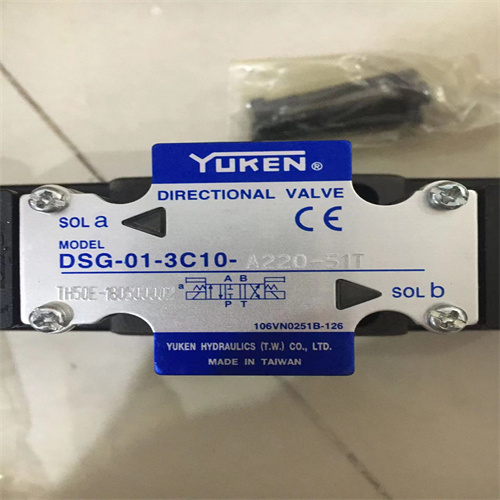 YUKEN®
DIRECTIONAL VALVE
SOL a
CE
MODEL
DSG-01-3C10-A220-51T
a A B
P T
SOL b
106VN0251B-126
YUKEN HYDRAULICS (T.W.) CO., LTD.
MADE IN TAIWAN